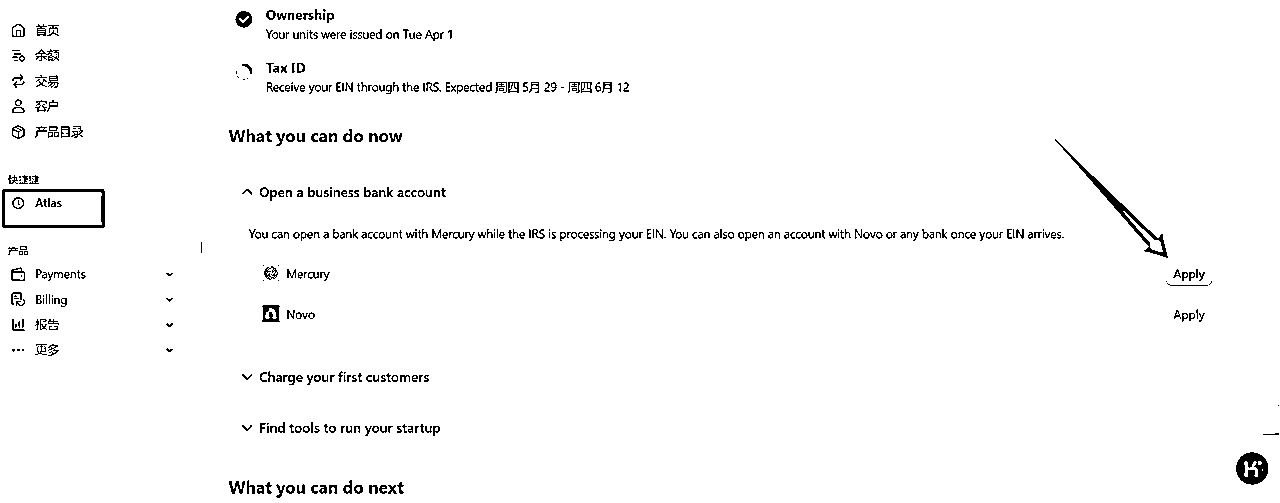 首页
余额
交易
客户
产品目录
快捷键
Atlas
产品
Payments
Billing
报告
更多
Ownership
Your units were issued on Tue Apr 1
Tax ID
Receive your EIN through the IRS. Expected 周四 5月 29 - 周四 6月 12
What you can do now
Open a business bank account
You can open a bank account with Mercury while the IRS is processing your EIN. You can also open an account with Novo or any bank once your EIN arrives.
Mercury Apply
Novo Apply
Charge your first customers
Find tools to run your startup
What you can do next